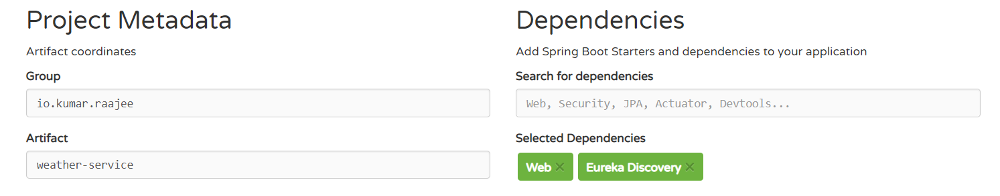 Project Metadata
Artifact coordinates
Group
io.kumar.raajee
Artifact
weather-service
Dependencies
Add Spring Boot Starters and dependencies to your application
Search for dependencies
Web, Security, JPA, Actuator, Devtools...
Selected Dependencies
Web × Eureka Discovery ×